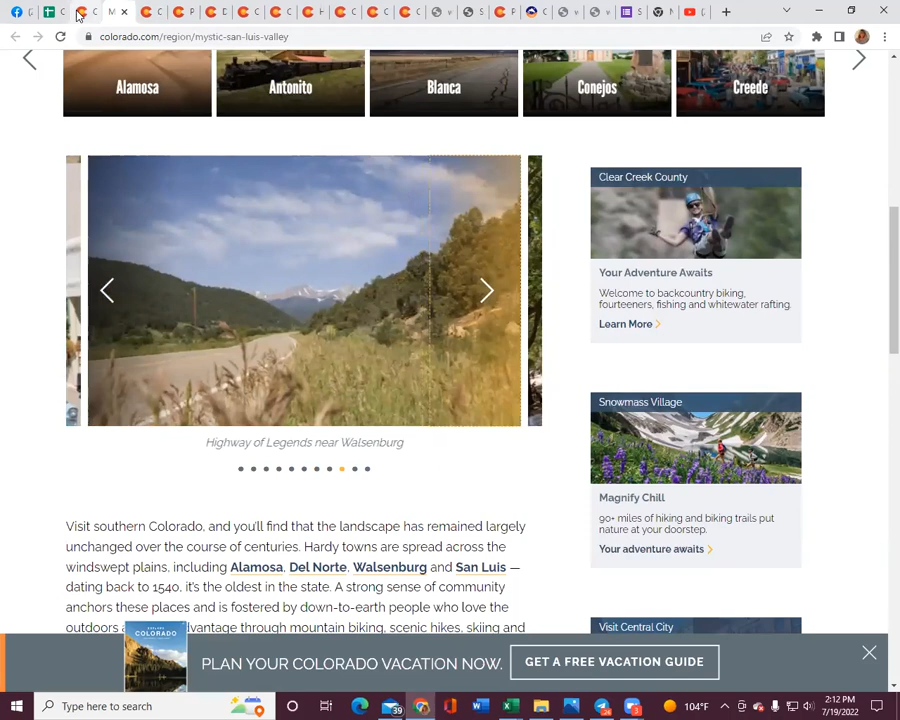 colorado.com/region/mystic-san-luis-valley
Alamosa
Antonito
Blanca
Conejos
Creede
Clear Creek County
Your Adventure Awaits
Welcome to backcountry biking,
fourteeners, fishing and whitewater rafting.
Learn More
Highway of Legends near Walsenburg
Snowmass Village
Magnify Chill
90+ miles of hiking and biking trails put
nature at your doorstep.
Your adventure awaits
Visit southern Colorado, and you'll find that the landscape has remained largely
unchanged over the course of centuries. Hardy towns are spread across the
windswept plains, including Alamosa, Del Norte, Walsenburg and San Luis —
dating back to 1540, it's the oldest in the state. A strong sense of community
anchors these places and is fostered by down-to-earth people who love the
outdoors advantage through mountain biking, scenic hikes, skiing and
Visit Central City
COLORADO
PLAN YOUR COLORADO VACATION NOW.
GET A FREE VACATION GUIDE
Type here to search
39
3
104°F
2:12 PM
7/19/2022